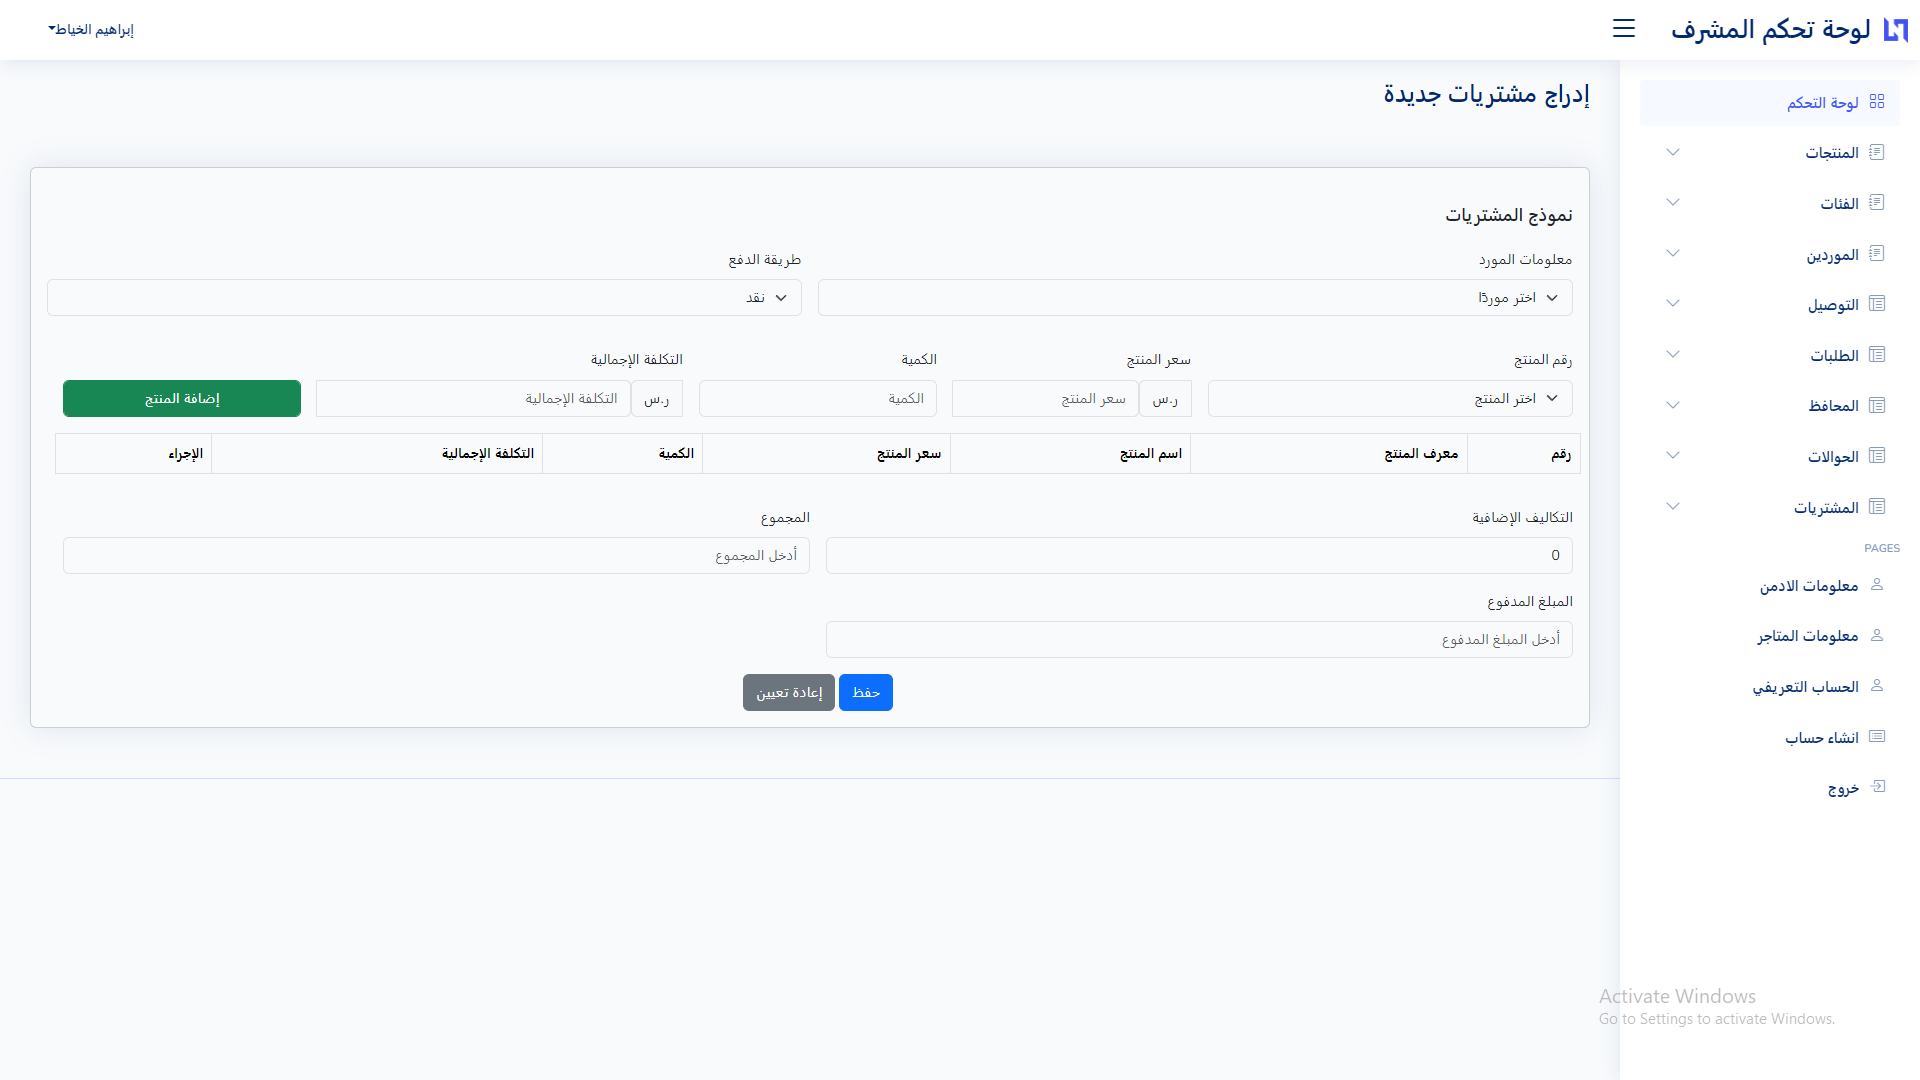 لوحة تحكم المشرف
إبراهيم الخياط
لوحة التحكم
المنتجات
الفئات
الموردين
التوصيل
الطلبات
المحافظ
الحوالات
المشتريات
PAGES
معلومات الادمن
معلومات المتاجر
الحساب التعريفي
انشاء حساب
خروج
إدراج مشتريات جديدة
نموذج المشتريات
معلومات المورد
طريقة الدفع
اختر موردًا
نقد
رقم المنتج
سعر المنتج
الكمية
التكلفة الإجمالية
اختر المنتج
ر.س
سعر المنتج
الكمية
ر.س
التكلفة الإجمالية
إضافة المنتج
رقم
معرف المنتج
اسم المنتج
سعر المنتج
الكمية
التكلفة الإجمالية
الإجراء
التكاليف الإضافية
المجموع
0
أدخل المجموع
المبلغ المدفوع
أدخل المبلغ المدفوع
حفظ
إعادة تعيين
Activate Windows
Go to Settings to activate Windows.